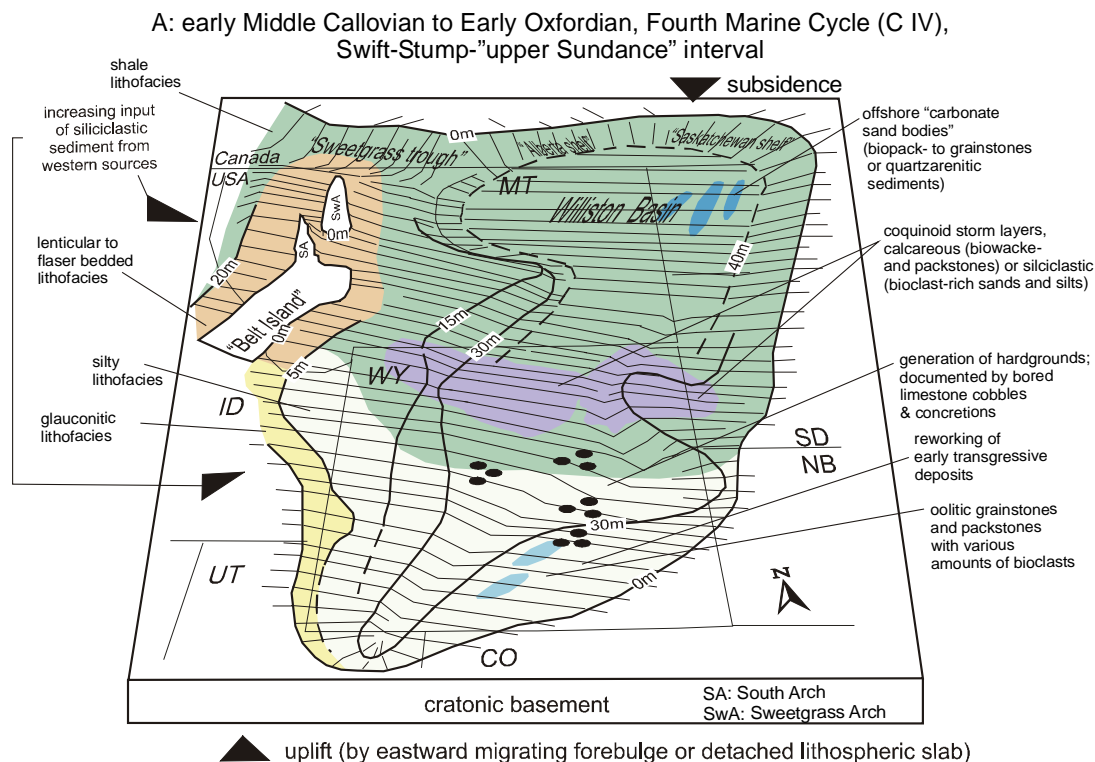 A: early Middle Callovian to Early Oxfordian, Fourth Marine Cycle (C IV),
Swift-Stump-”upper Sundance” interval
shale
lithofacies
subsidence
increasing input
of siliciclastic
sediment from
western sources
offshore “carbonate
sand bodies”
(biopack- to grainstones
or quartzarenitic
sediments)
0m
“Sweetgrass trough”
“Alberta shelf”
“Saskatchewan shelf”
Canada
USA
MT
SwA
Williston Basin
0m
SA
lenticular to
flaser bedded
lithofacies
coquinoid storm layers,
calcareous (biowacke-
and packstones) or silciclastic
(bioclast-rich sands and silts)
40m
20m
“Belt Island”
0m
15m
30m
silty
lithofacies
5m
WY
generation of hardgrounds;
documented by bored
limestone cobbles
& concretions
ID
glauconitic
lithofacies
SD
NB
reworking of
early transgressive
deposits
30m
oolitic grainstones
and packstones
with various
amounts of bioclasts
UT
0m
N
CO
cratonic basement
SA: South Arch
SwA: Sweetgrass Arch
uplift (by eastward migrating forebulge or detached lithospheric slab)